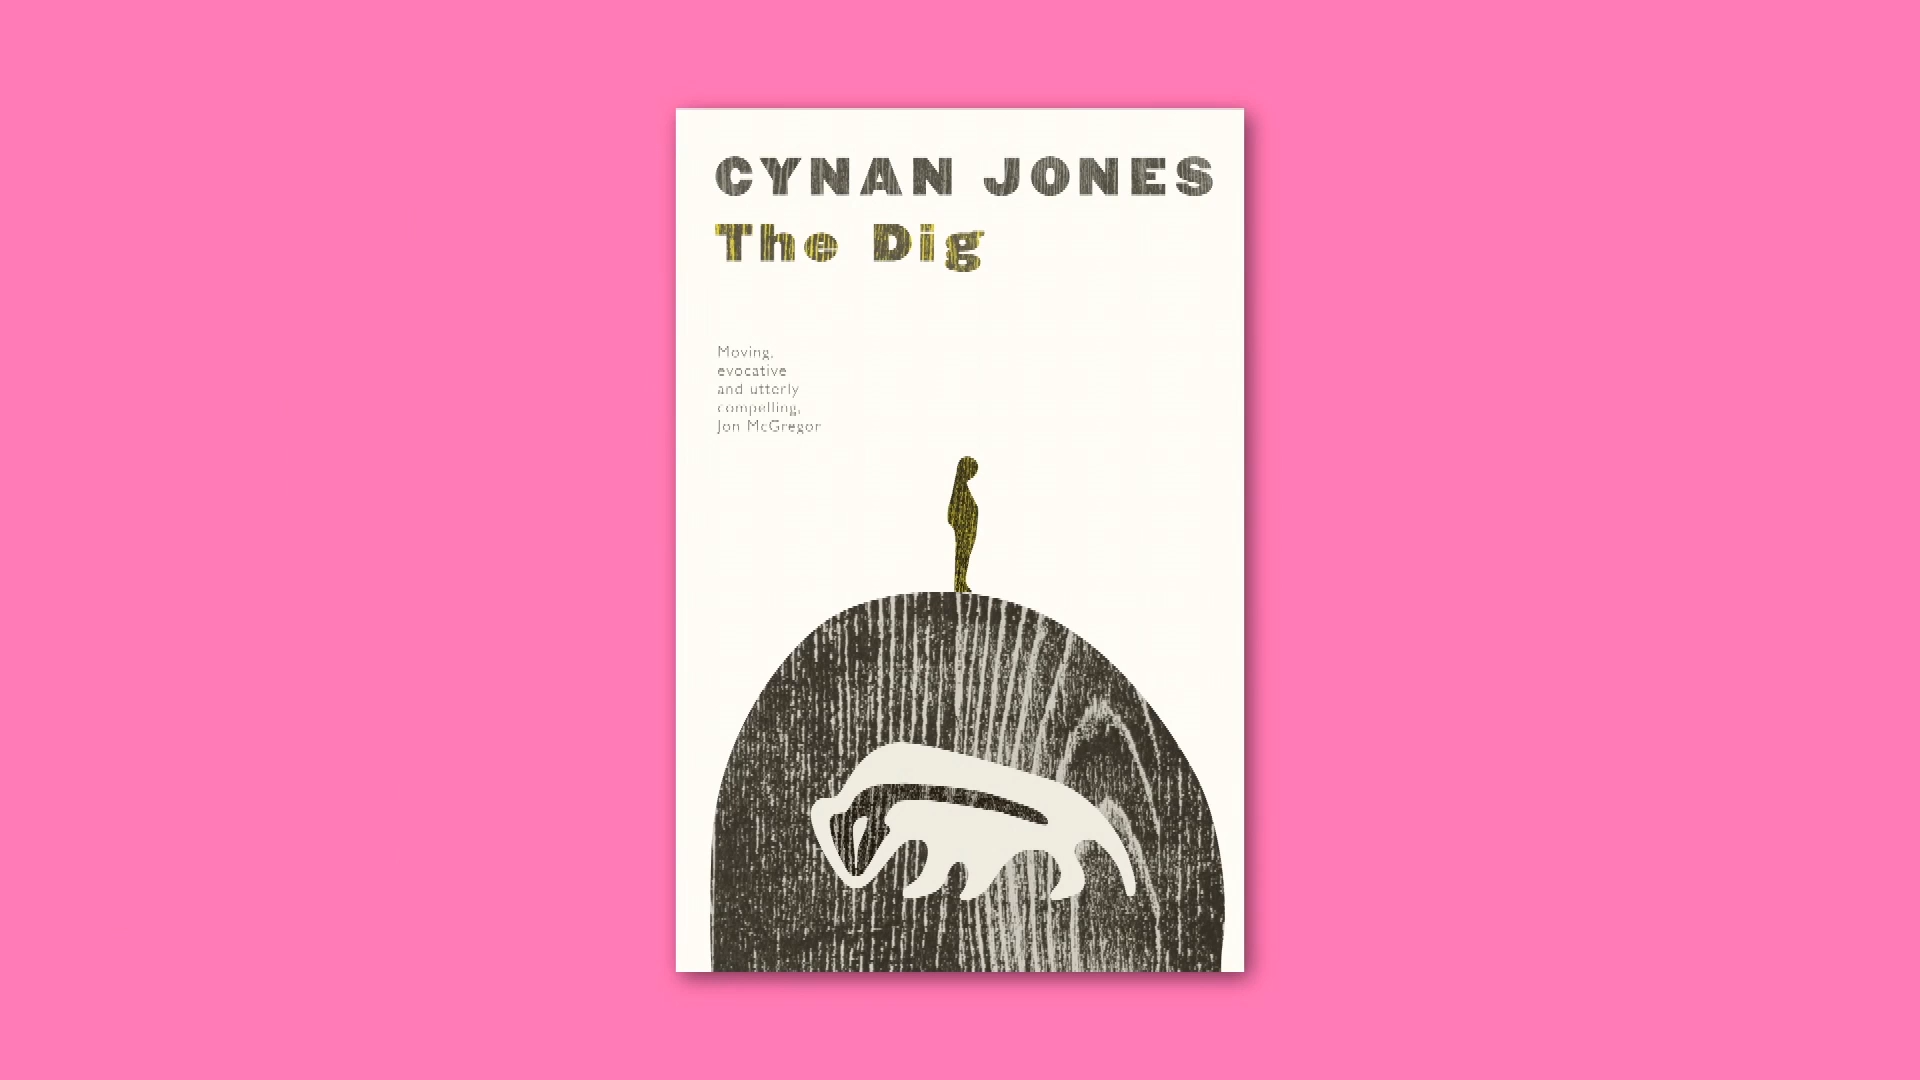 CYNAN JONES
The Dig
Moving,
evocative
and utterly
compelling,
Jon McGregor